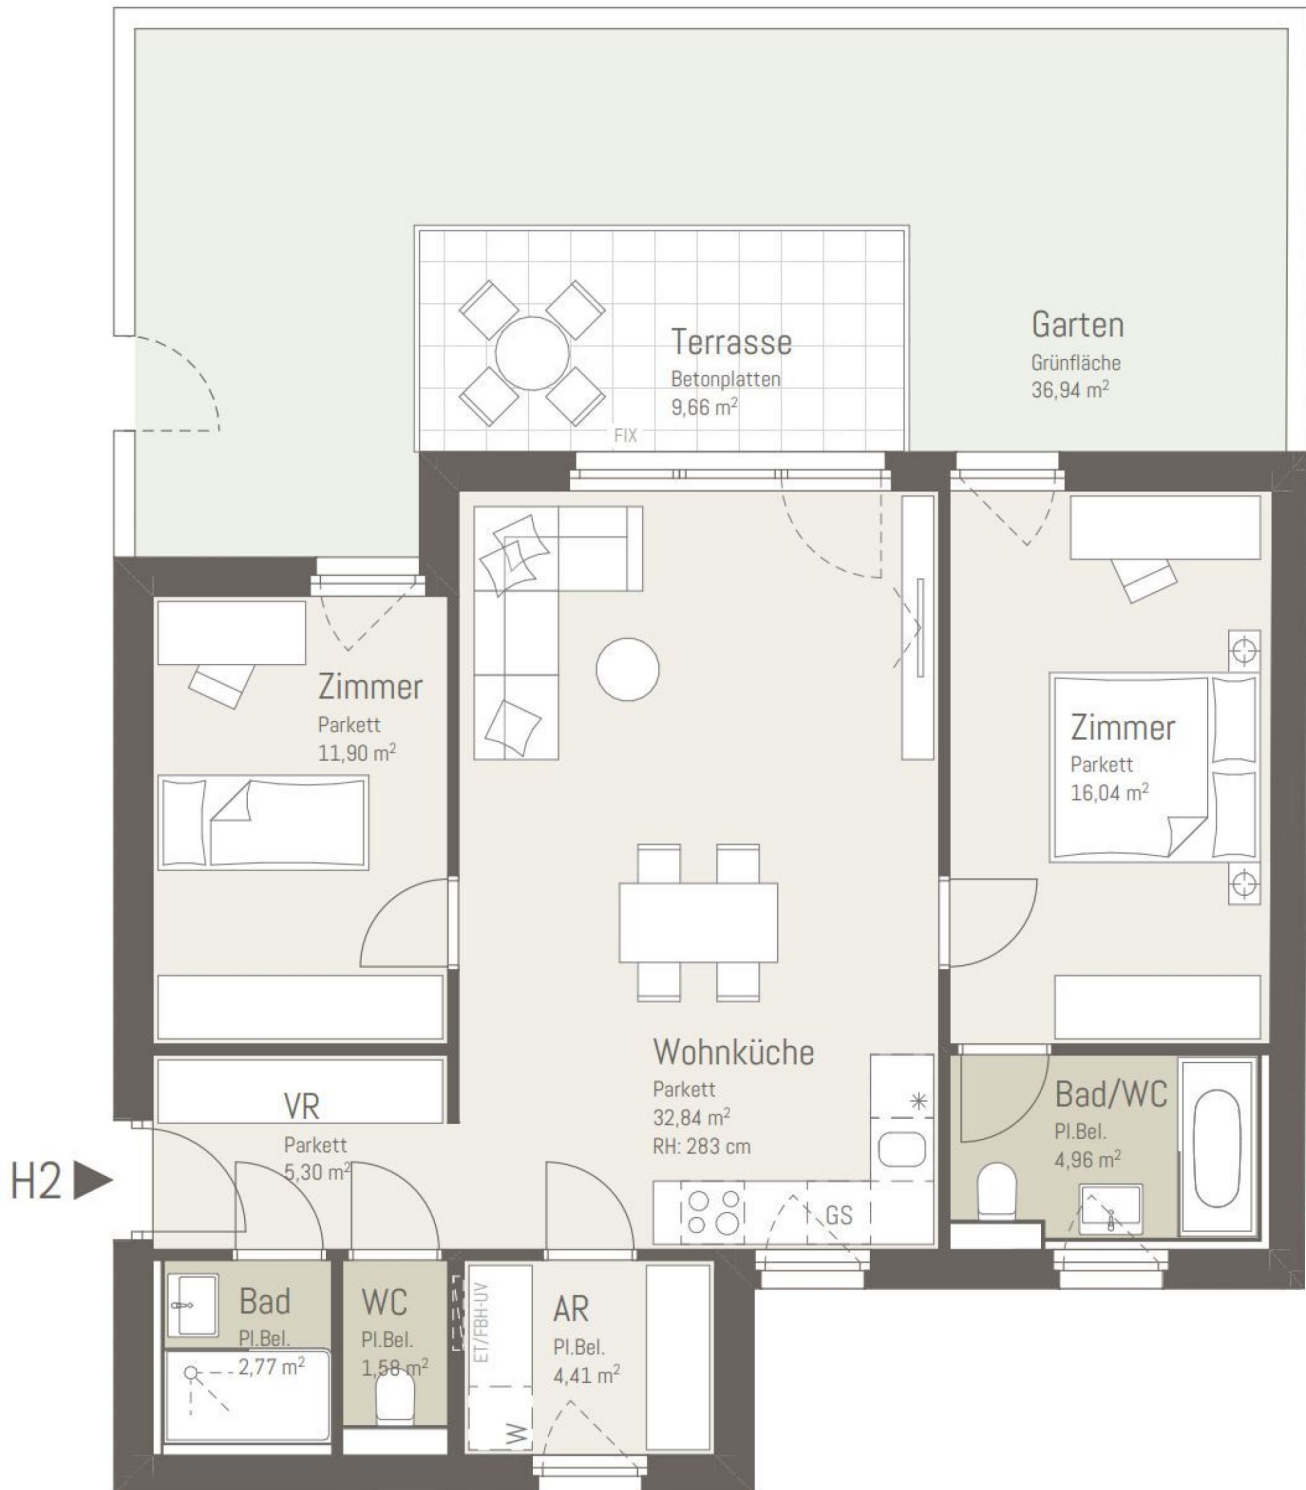 Terrasse
Betonplatten
9,66 m²
FIX
Garten
Grünfläche
36,94 m²
Zimmer
Parkett
11,90 m²
Zimmer
Parkett
16,04 m²
Wohnküche
Parkett
32,84 m²
RH: 283 cm
GS
Bad/WC
Pl.Bel.
4,96 m²
VR
Parkett
5,30 m²
H2
Bad
Pl.Bel.
2,77 m²
WC
Pl.Bel.
1,58 m²
ET/FBH-UV
W
AR
Pl.Bel.
4,41 m²